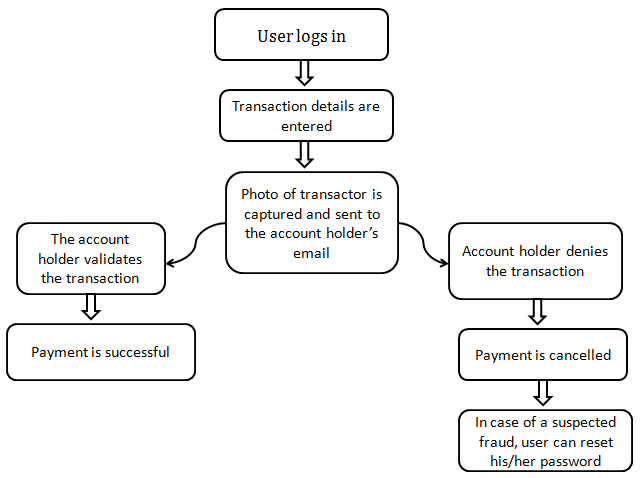 User logs in
Transaction details are
entered
Photo of transactor is
captured and sent to
the account holder's
email
The account
holder validates
the transaction
Account holder denies
the transaction
Payment is successful
Payment is cancelled
In case of a suspected
fraud, user can reset
his/her password